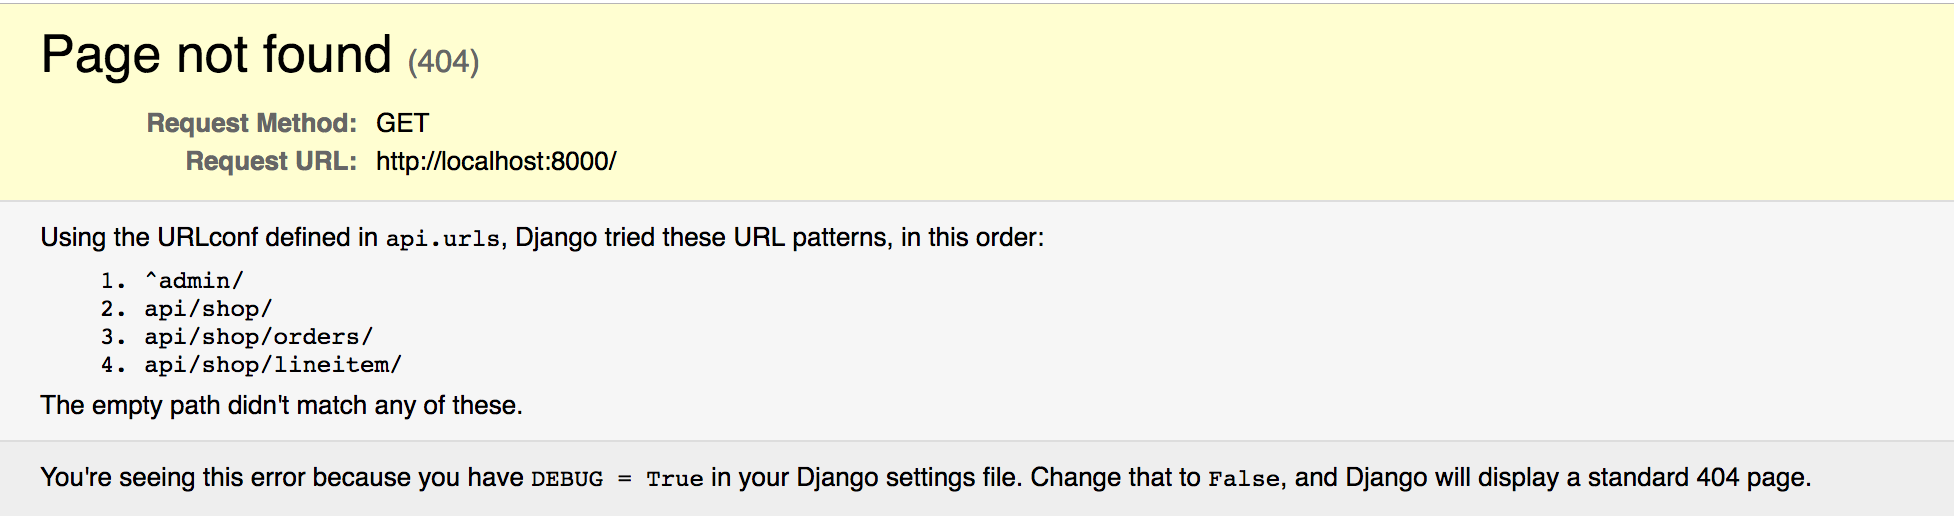 Page not found (404)
Request Method: GET
Request URL: http://localhost:8000/
Using the URLconf defined in api.urls, Django tried these URL patterns, in this order:
1. ^admin/
2. api/shop/
3. api/shop/orders/
4. api/shop/lineitem/
The empty path didn't match any of these.
You're seeing this error because you have DEBUG = True in your Django settings file. Change that to False, and Django will display a standard 404 page.